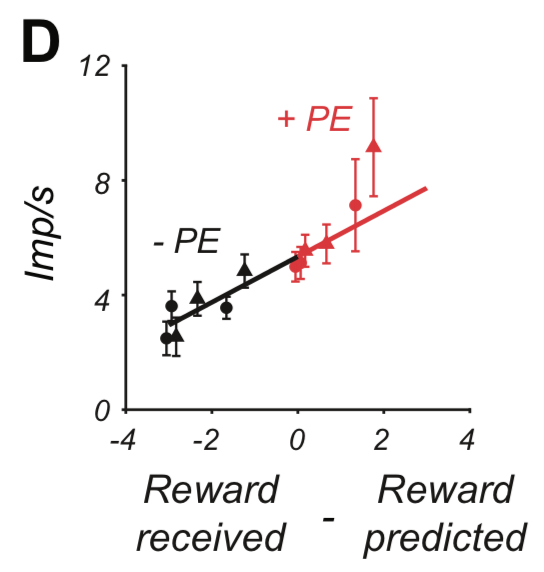 D
12
+ PE
8
- PE
Imp/s
4
0
-4 -2 0 2 4
Reward received - Reward predicted